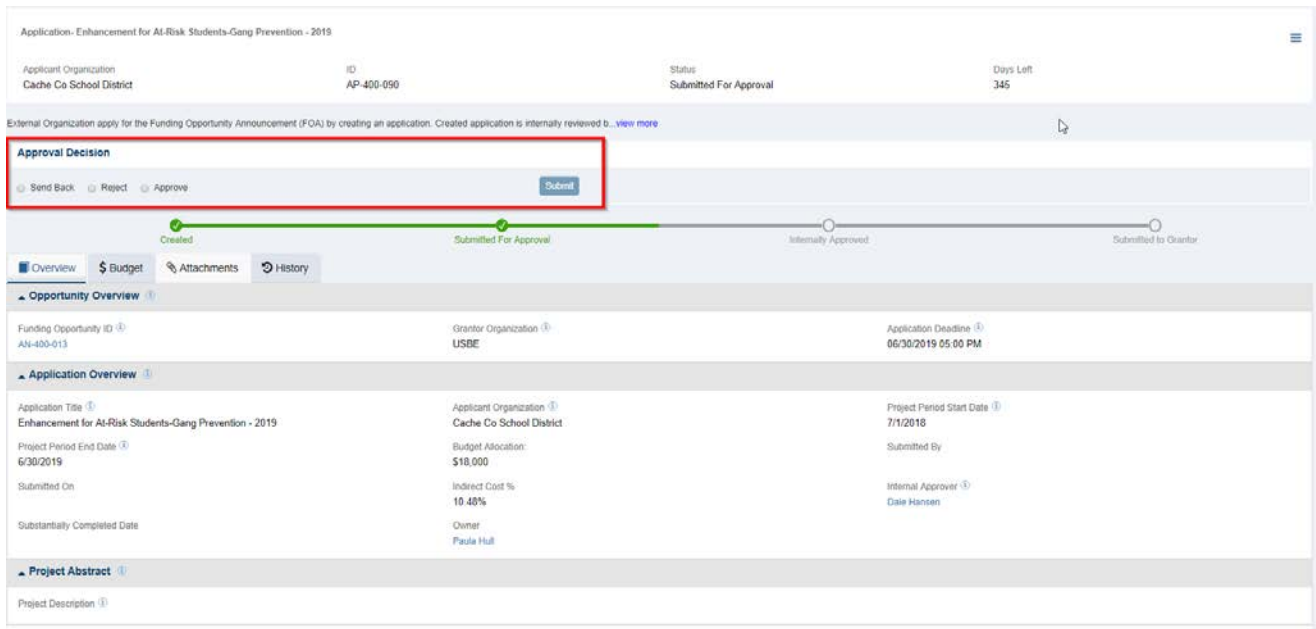 Application- Enhancement for At-Risk Students-Gang Prevention - 2019
Applicant Organization ID Status Days Left
Cache Co School District AP-400-090 Submitted For Approval 345
External Organization apply for the Funding Opportunity Announcement (FOA) by creating an application. Created application is internally reviewed b...view more
Approval Decision
Send Back Reject Approve Submit
Created Submitted For Approval Internally Approved Submitted to Grantor
Overview $ Budget Attachments History
Opportunity Overview
Funding Opportunity ID Grantor Organization Application Deadline
AN-400-013 USBE 06/30/2019 05:00 PM
Application Overview
Application Title Applicant Organization Project Period Start Date
Enhancement for At-Risk Students-Gang Prevention - 2019 Cache Co School District 7/1/2018
Project Period End Date Budget Allocation: Submitted By
6/30/2019 $18,000
Submitted On Indirect Cost % Internal Approver
10.48% Dale Hansen
Substantially Completed Date Owner
Paula Hull
Project Abstract
Project Description